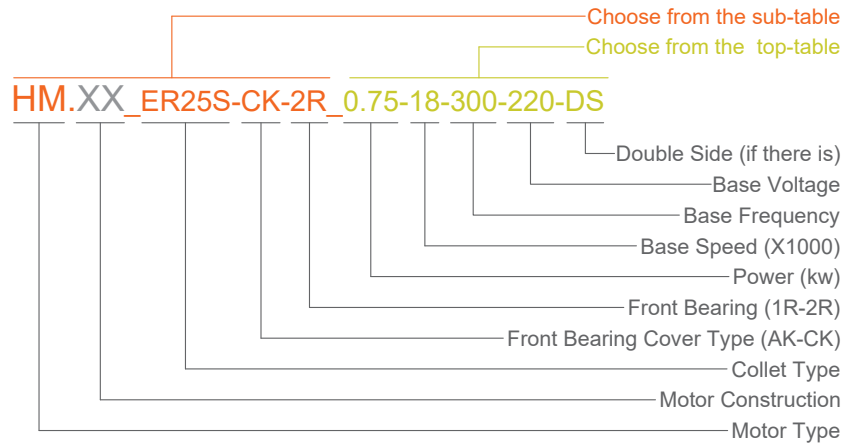 Choose from the sub-table
Choose from the top-table
HM.XX_ER25S-CK-2R_0.75-18-300-220-DS
Double Side (if there is)
Base Voltage
Base Frequency
Base Speed (X1000)
Power (kw)
Front Bearing (1R-2R)
Front Bearing Cover Type (AK-CK)
Collet Type
Motor Construction
Motor Type